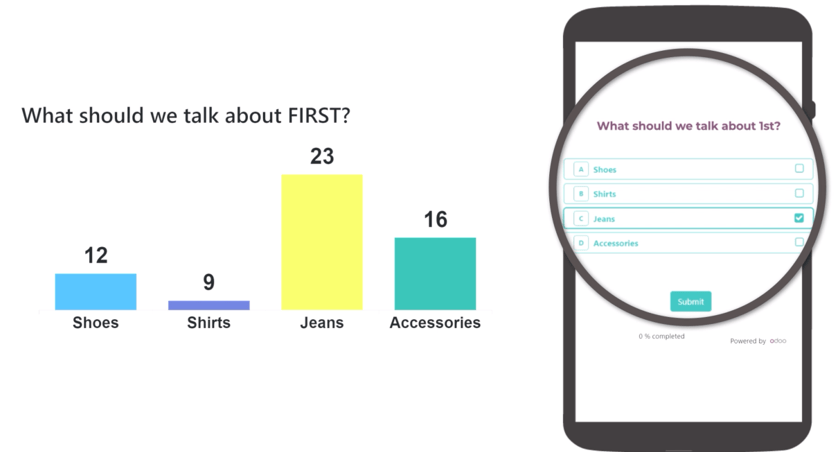 What should we talk about FIRST?
23
16
12
9
Shoes Shirts Jeans Accessories
What should we talk about 1st?
A Shoes
B Shirts
C Jeans
D Accessories
Submit
0 % completed
Powered by odoo